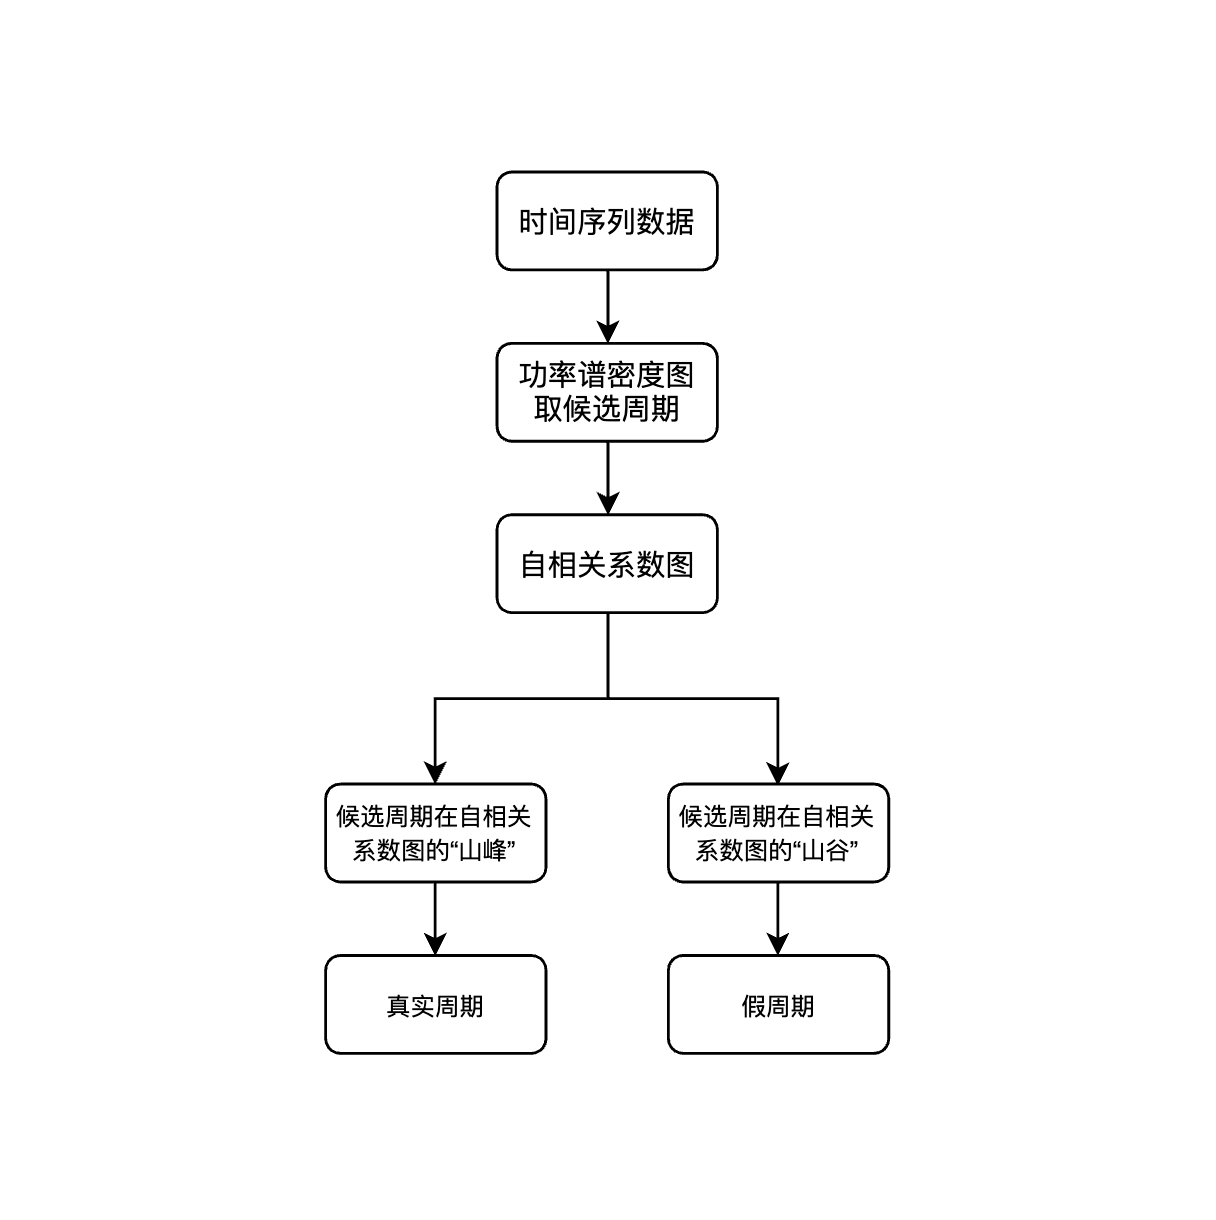 时间序列数据
功率谱密度图
取候选周期
自相关系数图
候选周期在自相关
系数图的“山峰”
候选周期在自相关
系数图的“山谷”
真实周期
假周期